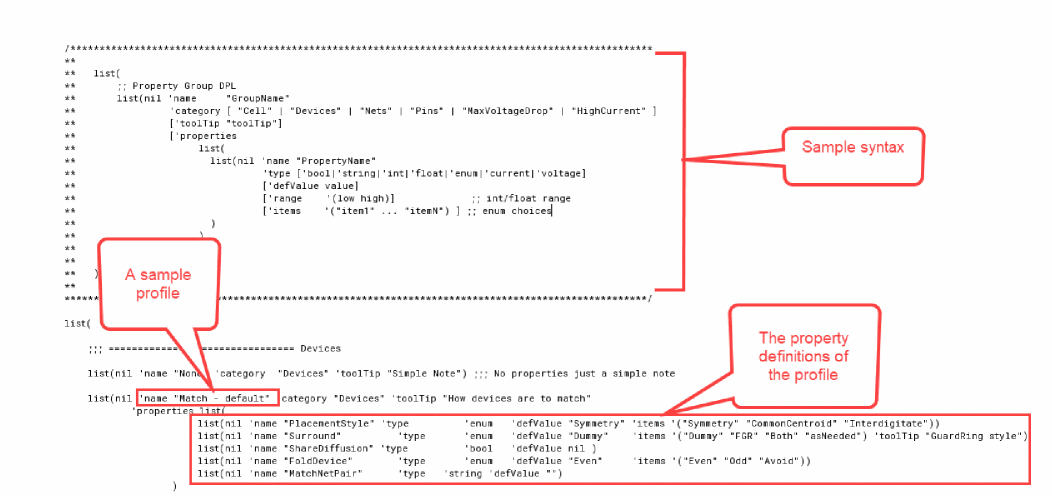 /****************************************************************************************************
**
** list(
** ;; Property Group DPL
** list(nil 'name "GroupName"
** 'category [ "Cell" | "Devices" | "Nets" | "Pins" | "MaxVoltageDrop" | "HighCurrent" ]
** ['toolTip "toolTip"]
** ['properties
** list(
** list(nil 'name "PropertyName"
** 'type ['bool|'string|'int|'float|'enum|'current|'voltage]
** ['defValue value]
** ['range '(low high)] ;; int/float range
** ['items '("item1" ... "itemN") ] ;; enum choices
** )
** )
**
**
** )
**
****************************************************************************************************/
Sample syntax
A sample
profile
The property
definitions of
the profile
list(
;;; ================================ Devices
list(nil 'name "None" 'category "Devices" 'toolTip "Simple Note") ;;; No properties just a simple note
list(nil 'name "Match - default" category "Devices" 'toolTip "How devices are to match"
'properties list(
list(nil 'name "PlacementStyle" 'type 'enum 'defValue "Symmetry" 'items '("Symmetry" "CommonCentroid" "Interdigitate"))
list(nil 'name "Surround" 'type 'enum 'defValue "Dummy" 'items '("Dummy" "FGR" "Both" "asNeeded") 'toolTip "GuardRing style")
list(nil 'name "ShareDiffusion" 'type 'bool 'defValue nil )
list(nil 'name "FoldDevice" 'type 'enum 'defValue "Even" 'items '("Even" "Odd" "Avoid"))
list(nil 'name "MatchNetPair" 'type 'string 'defValue "")
)